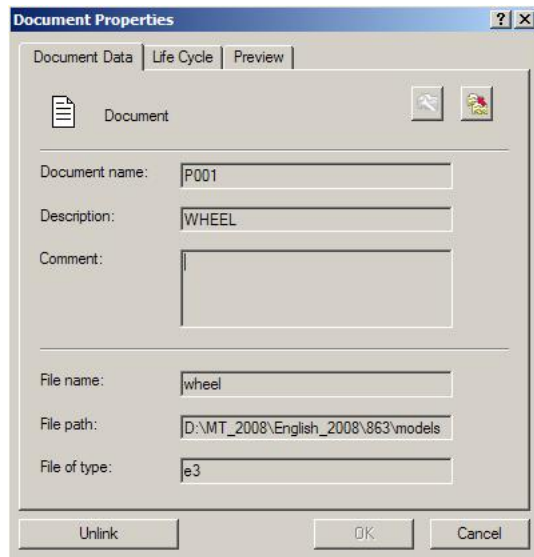 Document Properties
Document Data Life Cycle Preview
Document
Document name: P001
Description: WHEEL
Comment:
File name: wheel
File path: D:\MT_2008\English_2008\863\models
File of type: e3
Unlink OK Cancel